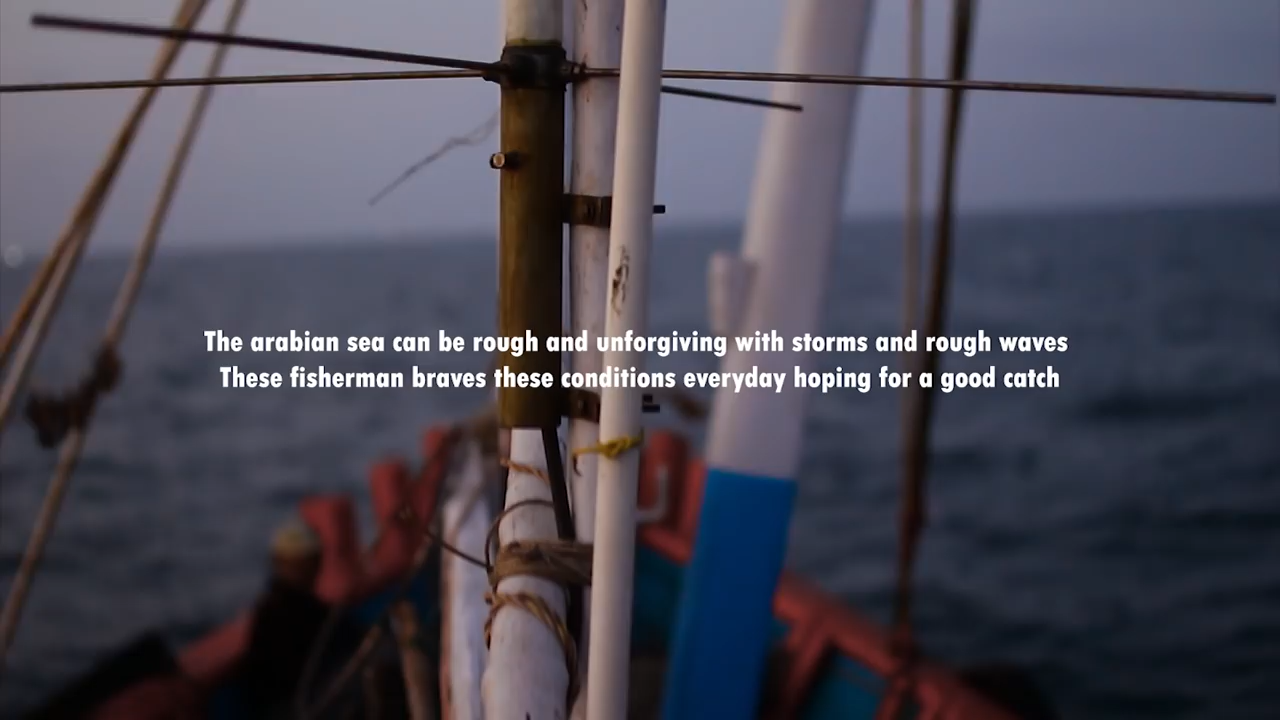 The arabian sea can be rough and unforgiving with storms and rough waves
These fisherman braves these conditions everyday hoping for a good catch